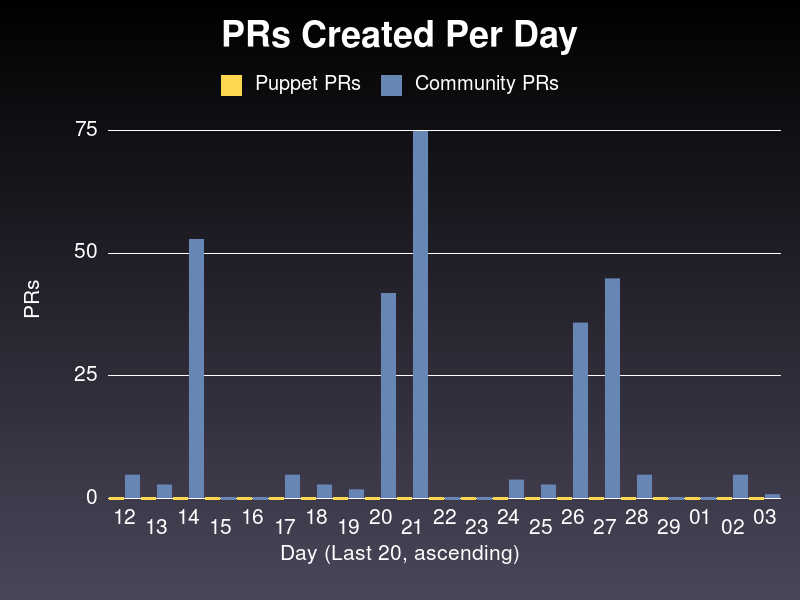 PRs Created Per Day
Puppet PRs Community PRs
75
50
25
0
PRs
12 13 14 15 16 17 18 19 20 21 22 23 24 25 26 27 28 29 01 02 03
Day (Last 20, ascending)